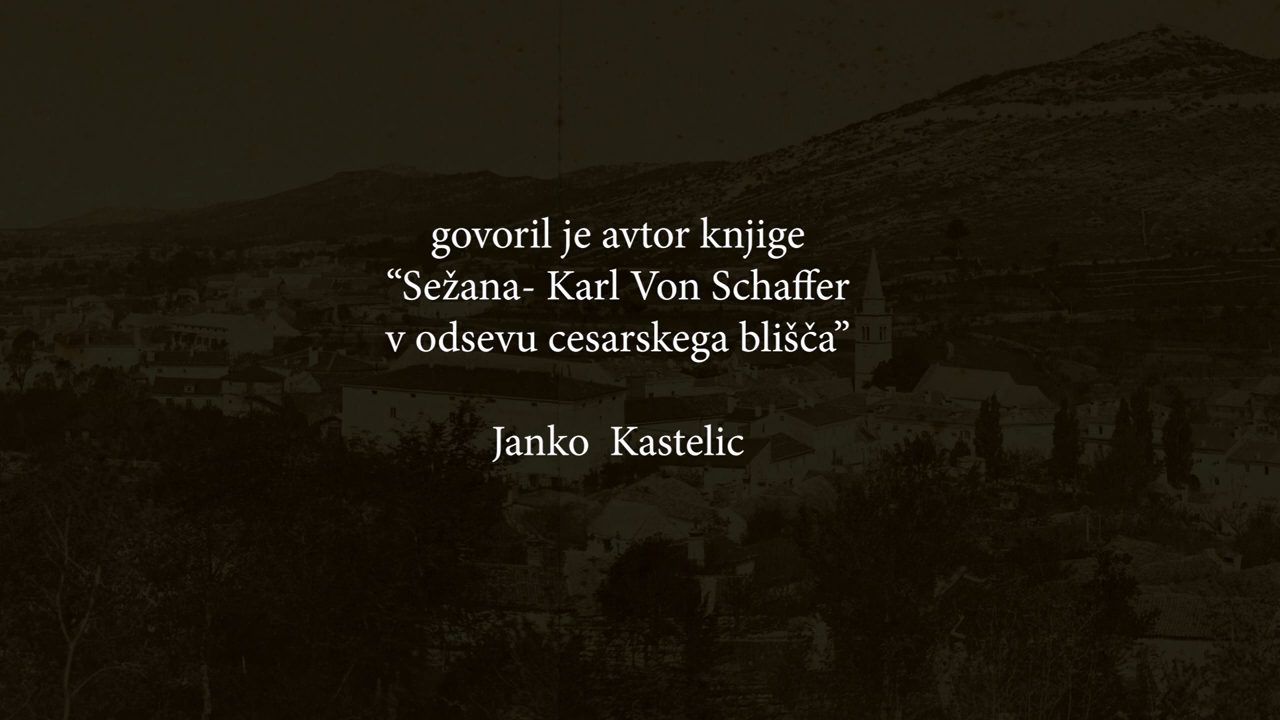 govoril je avtor knjige
“Sežana- Karl Von Schaffer
v odsevu cesarskega blišča”
Janko Kastelic